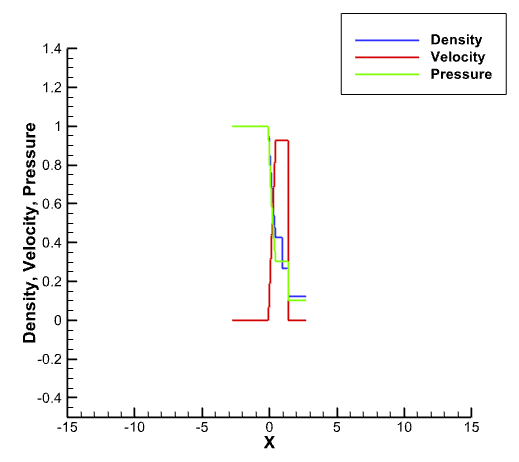 Density
Velocity
Pressure
Density, Velocity, Pressure
1.4
1.2
1
0.8
0.6
0.4
0.2
0
-0.2
-0.4
-15 -10 -5 0 5 10 15
X